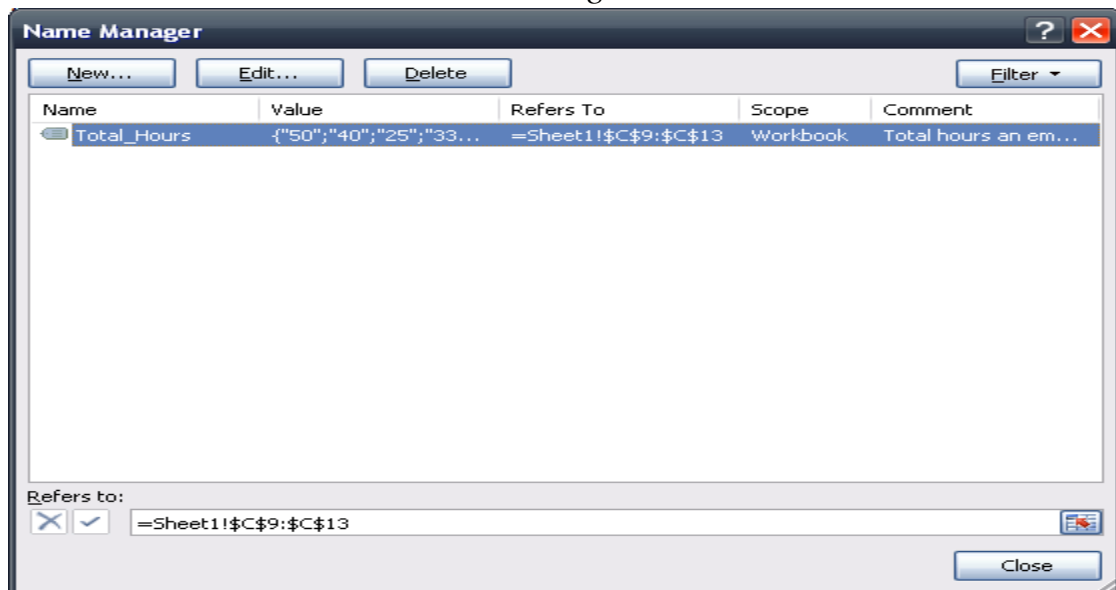 Name Manager
New... Edit... Delete Filter
Name Value Refers To Scope Comment
Total_Hours {"50";"40";"25";"33... =Sheet1!$C$9:$C$13 Workbook Total hours an em...
Refers to:
=Sheet1!$C$9:$C$13
Close